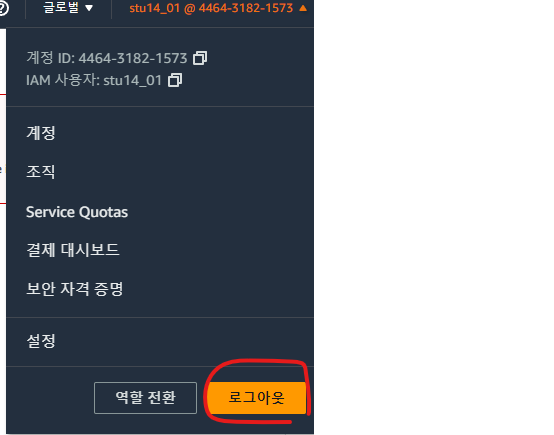 글로벌 ▼ stu14_01 @ 4464-3182-1573 ▲
계정 ID: 4464-3182-1573
IAM 사용자: stu14_01
계정
조직
Service Quotas
결제 대시보드
보안 자격 증명
설정
역할 전환 로그아웃